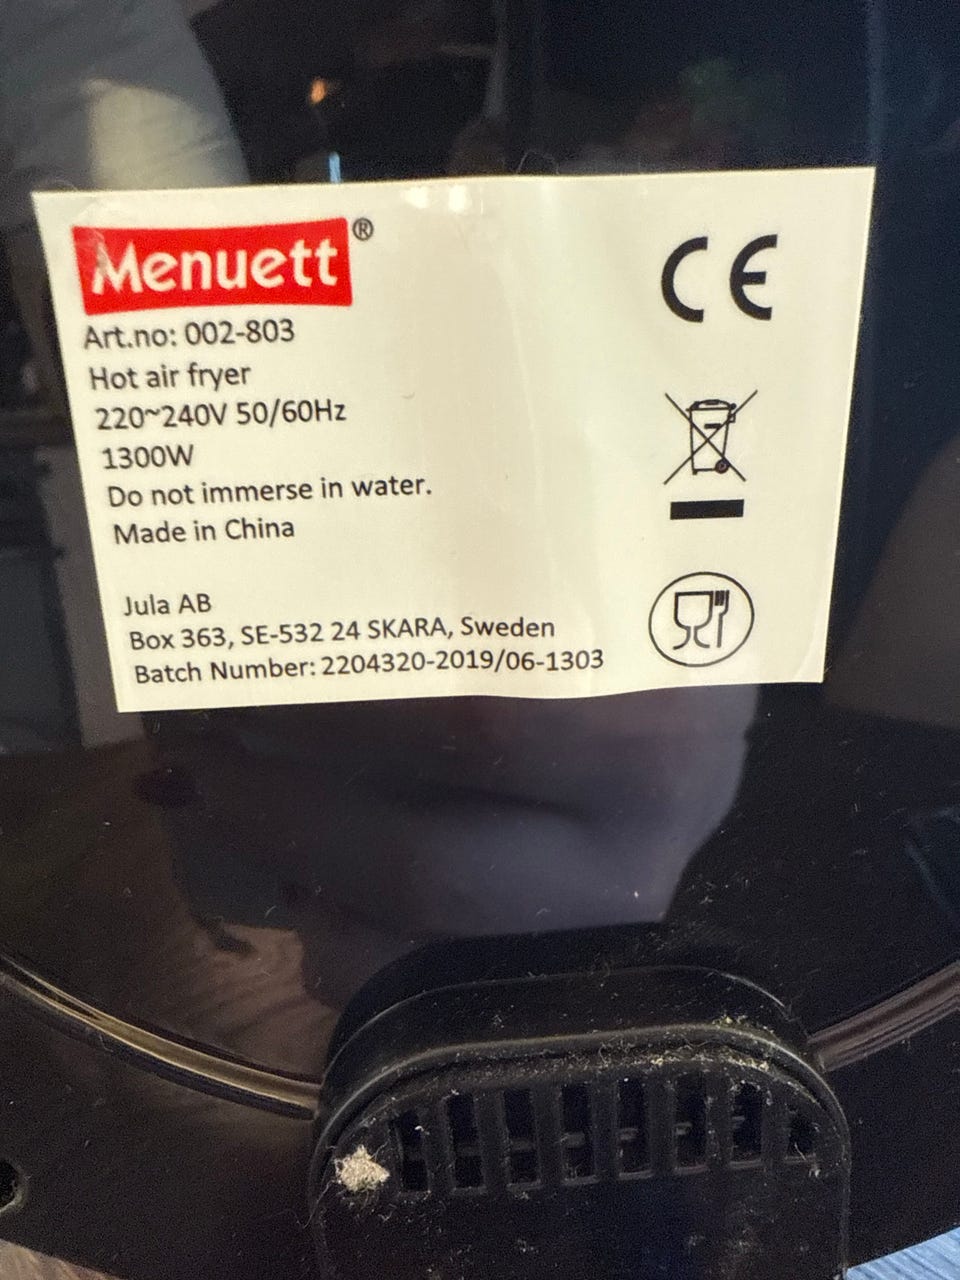 Menuett®
Art.no: 002-803
Hot air fryer
220~240V 50/60Hz
1300W
Do not immerse in water.
Made in China
Jula AB
Box 363, SE-532 24 SKARA, Sweden
Batch Number: 2204320-2019/06-1303
CE